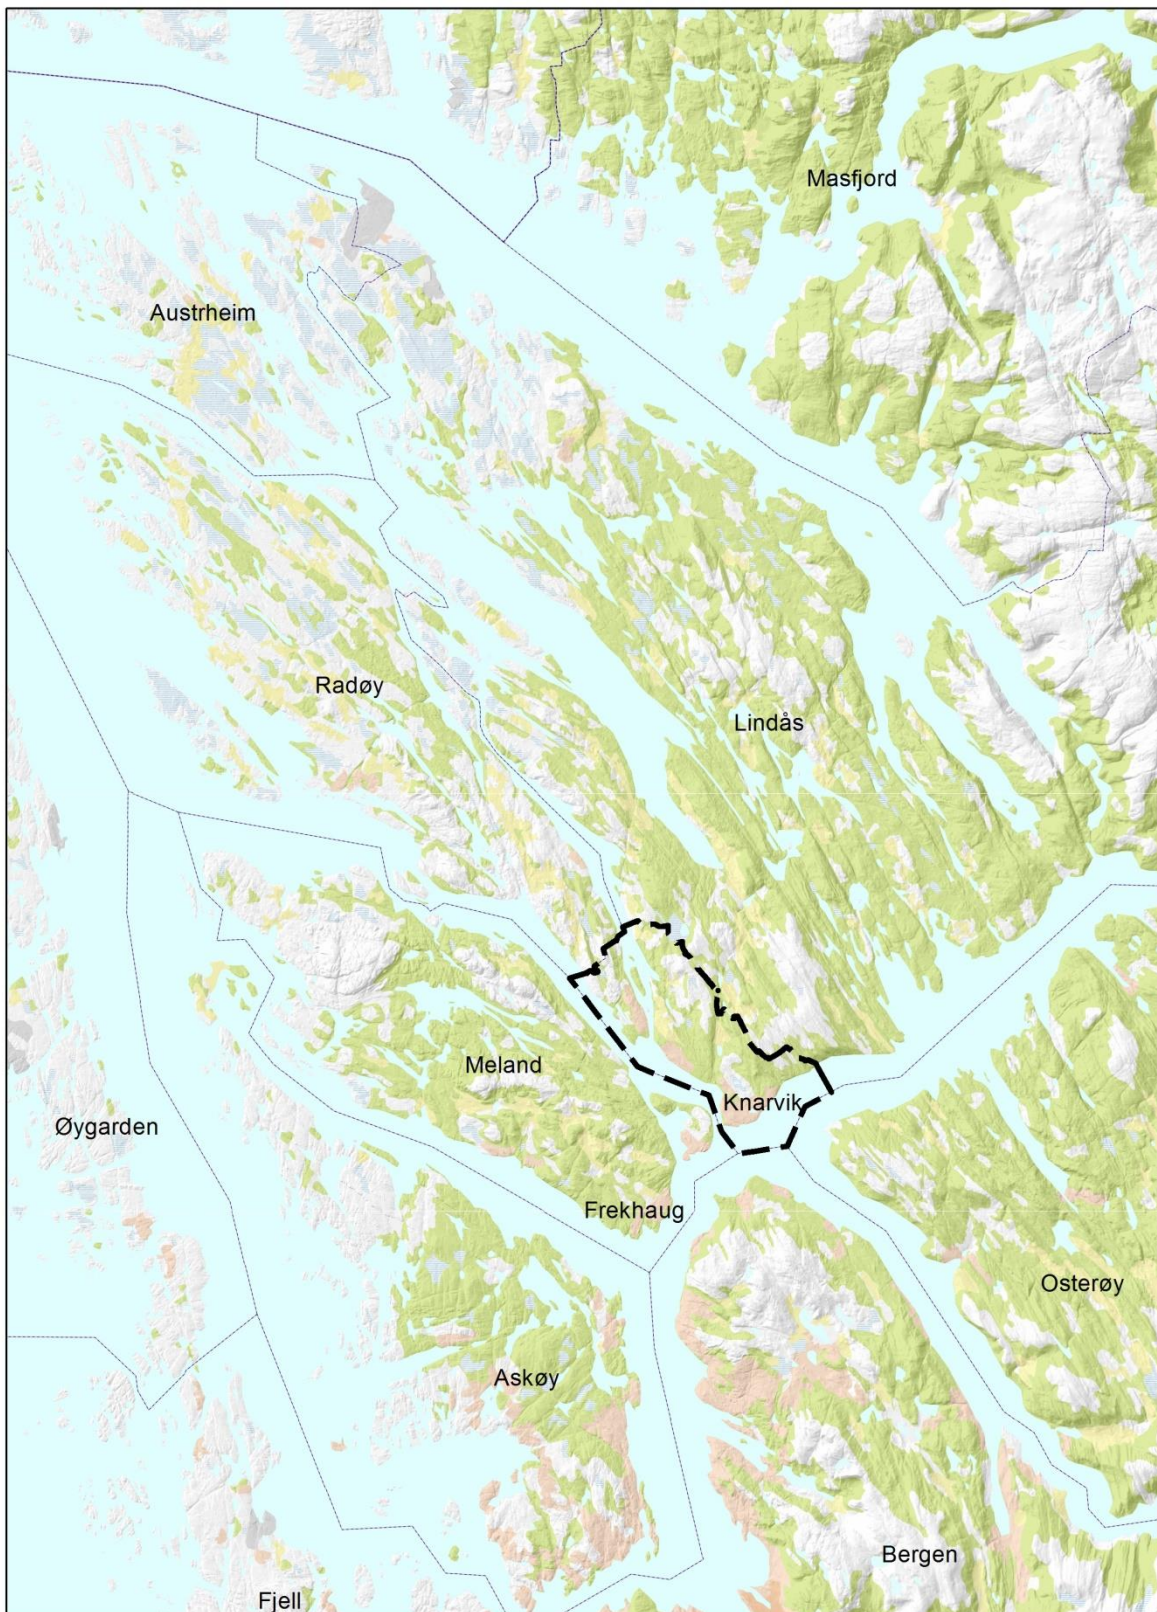 Masfjord
Austrheim
Radøy
Lindås
Meland
Knarvik
Øygarden
Frekhaug
Osterøy
Askøy
Bergen
Fjell